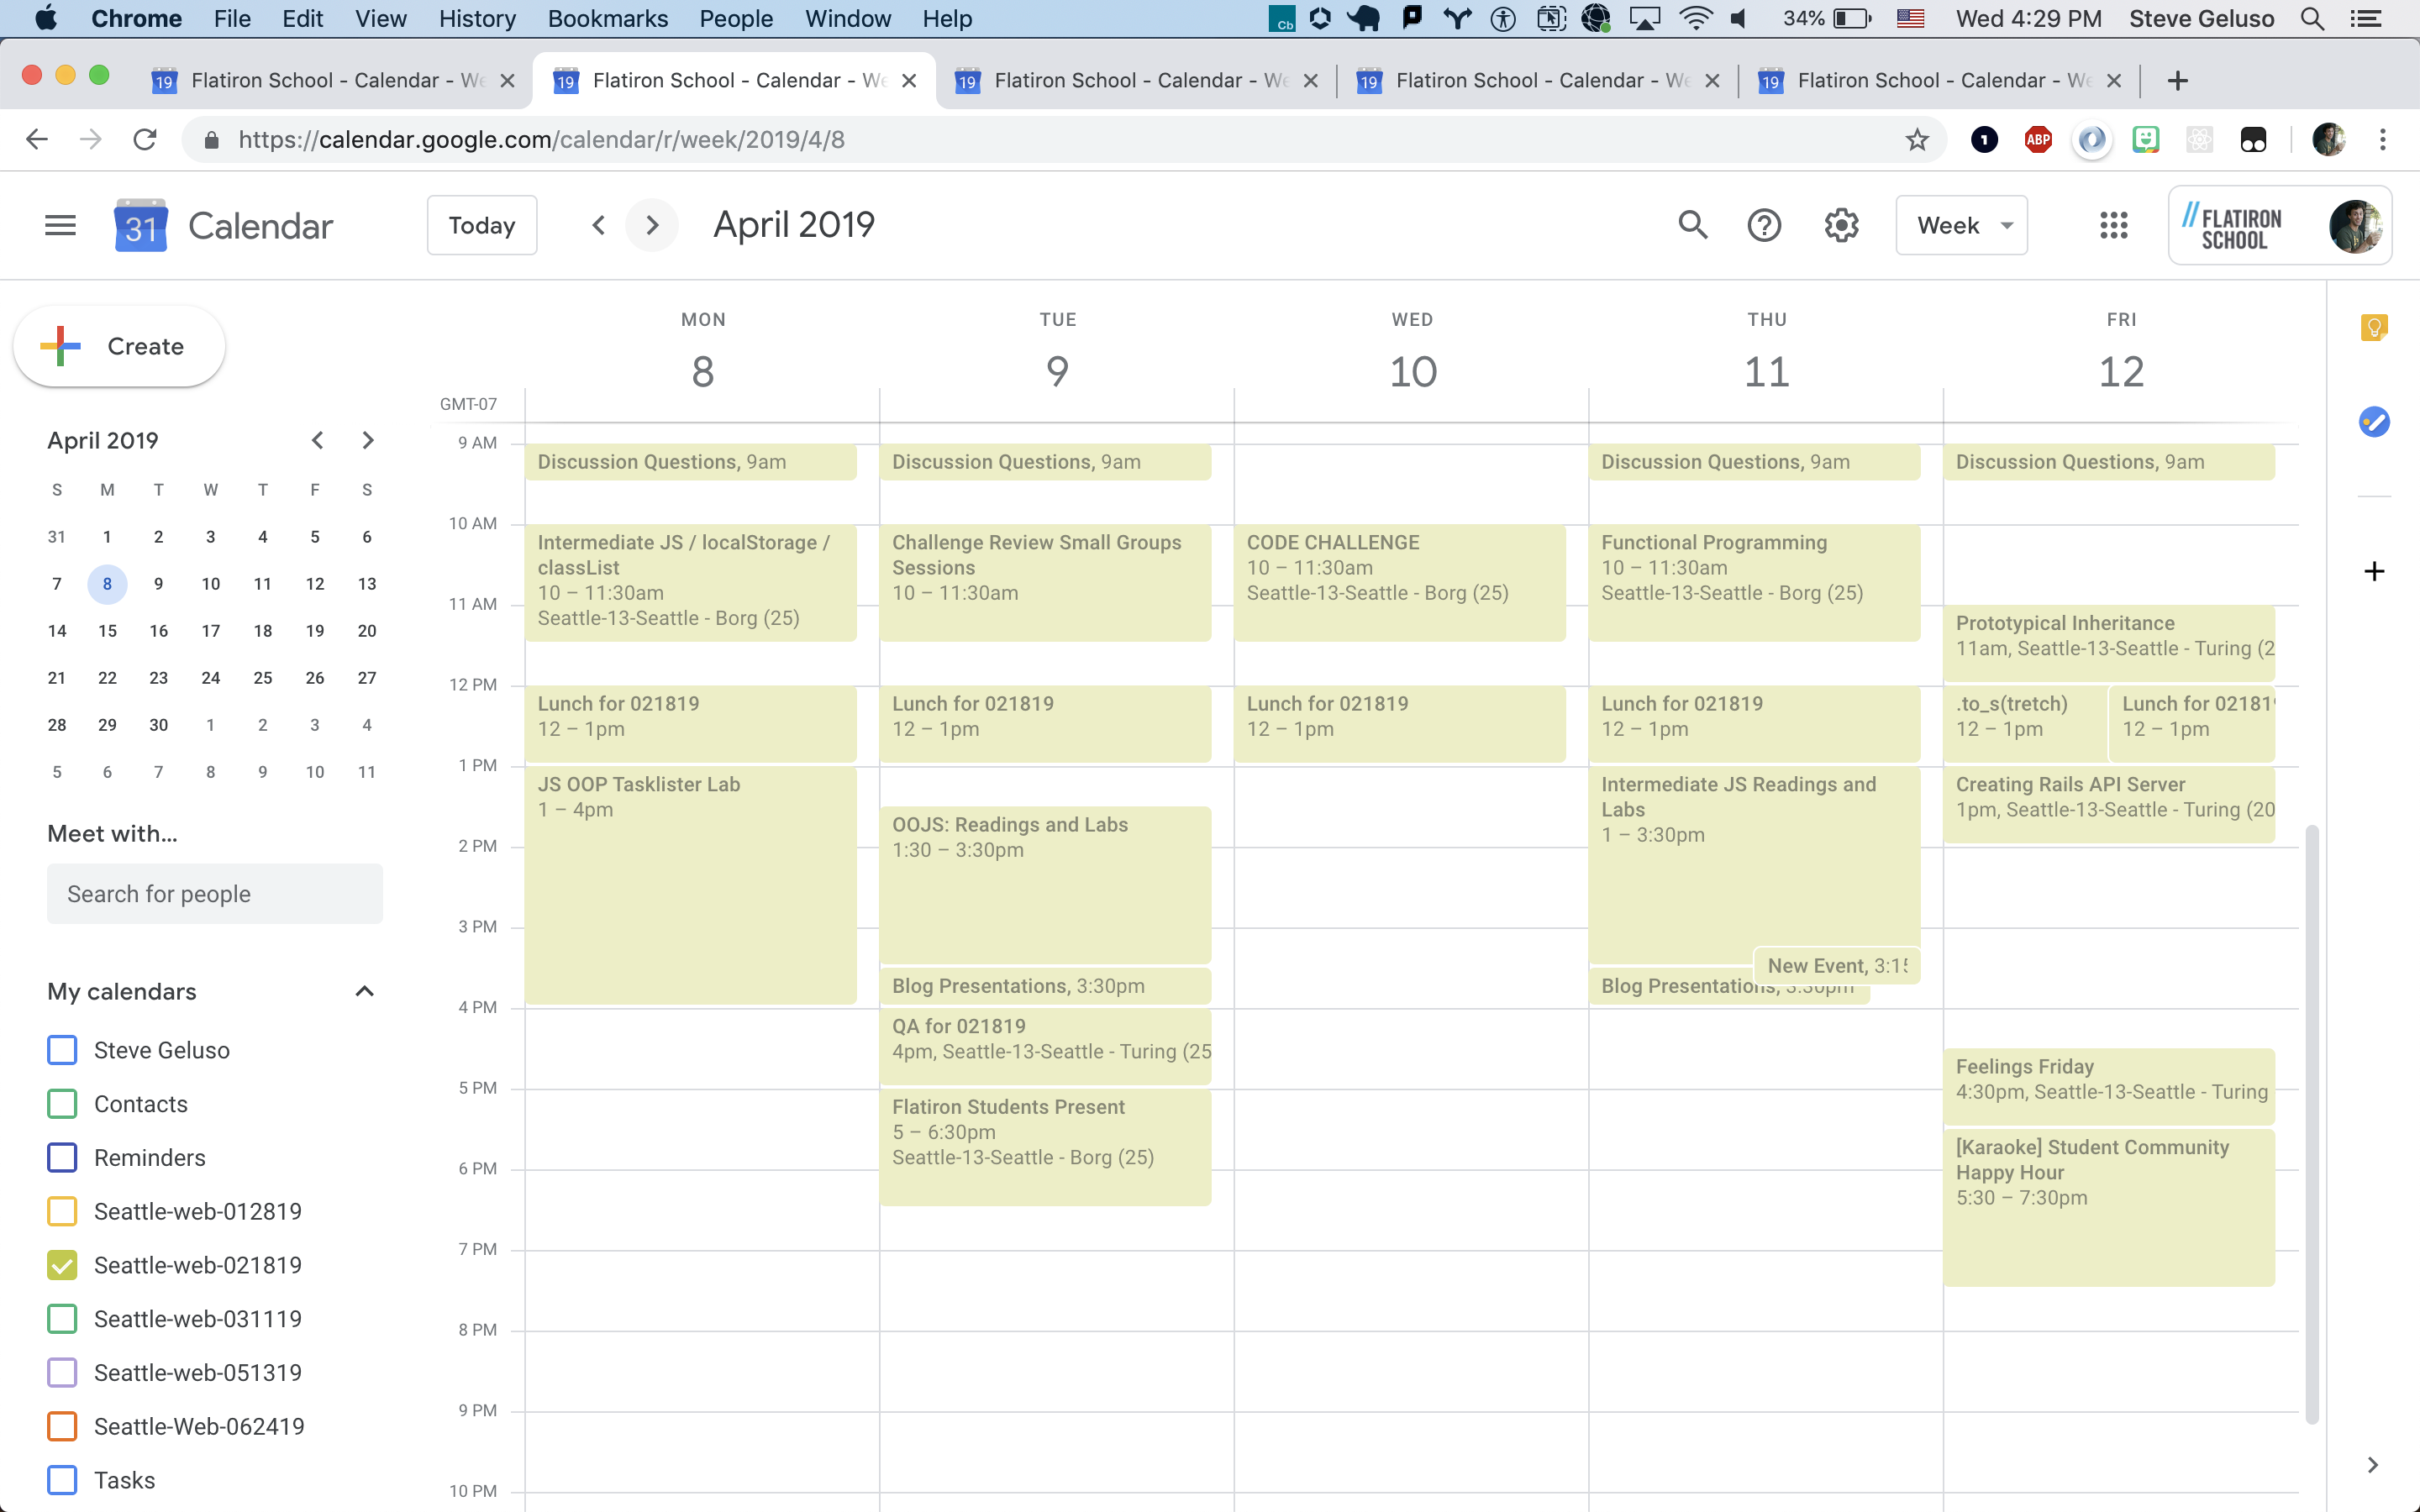 Chrome File Edit View History Bookmarks People Window Help
Cb 34% Wed 4:29 PM Steve Geluso
19 Flatiron School - Calendar - We
19 Flatiron School - Calendar - We
19 Flatiron School - Calendar - We
19 Flatiron School - Calendar - We
19 Flatiron School - Calendar - We
https://calendar.google.com/calendar/r/week/2019/4/8
1 ABP
31 Calendar Today April 2019 Week
// FLATIRON
SCHOOL
Create
April 2019
S M T W T F S
31 1 2 3 4 5 6
7 8 9 10 11 12 13
14 15 16 17 18 19 20
21 22 23 24 25 26 27
28 29 30 1 2 3 4
5 6 7 8 9 10 11
Meet with...
Search for people
My calendars
Steve Geluso
Contacts
Reminders
Seattle-web-012819
Seattle-web-021819
Seattle-web-031119
Seattle-web-051319
Seattle-Web-062419
Tasks
GMT-07
9 AM
10 AM
11 AM
12 PM
1 PM
2 PM
3 PM
4 PM
5 PM
6 PM
7 PM
8 PM
9 PM
10 PM
MON
8
Discussion Questions, 9am
Intermediate JS / localStorage /
classList
10 – 11:30am
Seattle-13-Seattle - Borg (25)
Lunch for 021819
12 – 1pm
JS OOP Tasklister Lab
1 – 4pm
TUE
9
Discussion Questions, 9am
Challenge Review Small Groups
Sessions
10 – 11:30am
Lunch for 021819
12 – 1pm
OOJS: Readings and Labs
1:30 – 3:30pm
Blog Presentations, 3:30pm
QA for 021819
4pm, Seattle-13-Seattle - Turing (25
Flatiron Students Present
5 – 6:30pm
Seattle-13-Seattle - Borg (25)
WED
10
CODE CHALLENGE
10 – 11:30am
Seattle-13-Seattle - Borg (25)
Lunch for 021819
12 – 1pm
THU
11
Discussion Questions, 9am
Functional Programming
10 – 11:30am
Seattle-13-Seattle - Borg (25)
Lunch for 021819
12 – 1pm
Intermediate JS Readings and
Labs
1 – 3:30pm
New Event, 3:15
Blog Presentations, 3:30pm
FRI
12
Discussion Questions, 9am
Prototypical Inheritance
11am, Seattle-13-Seattle - Turing (2
.to_s(tretch)
12 – 1pm
Lunch for 02181
12 – 1pm
Creating Rails API Server
1pm, Seattle-13-Seattle - Turing (20
Feelings Friday
4:30pm, Seattle-13-Seattle - Turing
[Karaoke] Student Community
Happy Hour
5:30 – 7:30pm